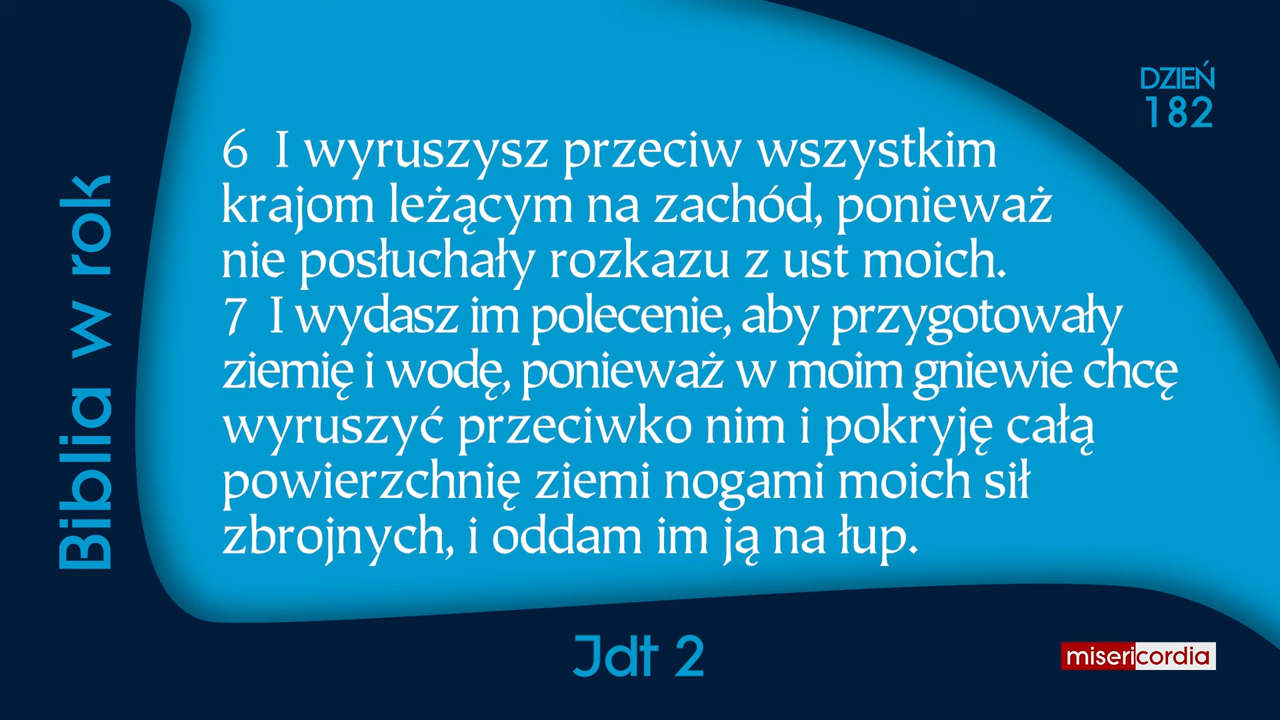 DZIEŃ
182
Biblia w rok
6 I wyruszysz przeciw wszystkim
krajom leżącym na zachód, ponieważ
nie posłuchały rozkazu z ust moich.
7 I wydasz im polecenie, aby przygotowały
ziemię i wodę, ponieważ w moim gniewie chcę
wyruszyć przeciwko nim i pokryję całą
powierzchnię ziemi nogami moich sił
zbrojnych, i oddam im ją na łup.
Jdt 2
misericordia